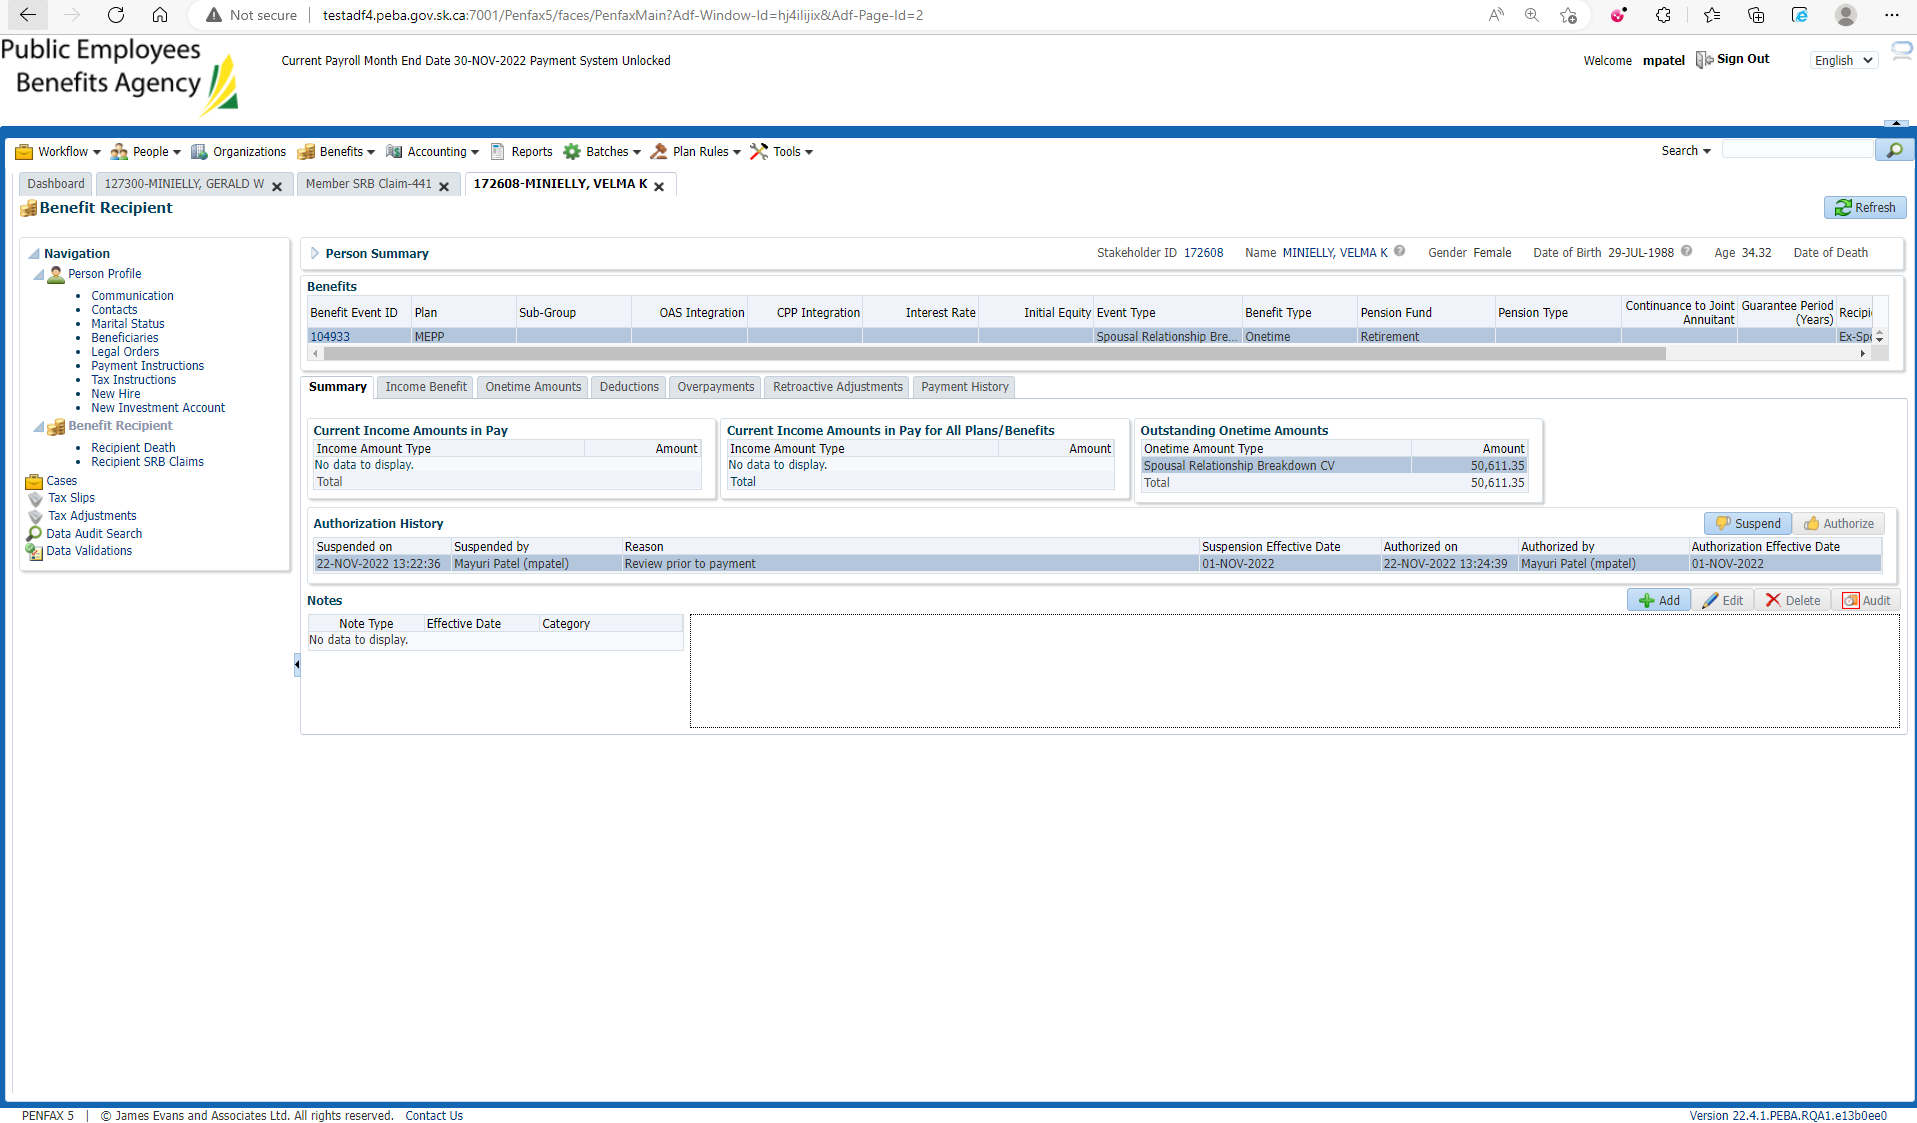 Not secure | testadf4.peba.gov.sk.ca:7001/Penfax5/faces/PenfaxMain?Adf-Window-Id=hj4ilijix&Adf-Page-Id=2
Public Employees
Benefits Agency
Current Payroll Month End Date 30-NOV-2022 Payment System Unlocked
Welcome mpatel Sign Out English
Workflow People Organizations Benefits Accounting Reports Batches Plan Rules Tools Search
Dashboard 127300-MINIELLY, GERALD W Member SRB Claim-441 172608-MINIELLY, VELMA K
Benefit Recipient Refresh
Navigation
Person Profile
Communication
Contacts
Marital Status
Beneficiaries
Legal Orders
Payment Instructions
Tax Instructions
New Hire
New Investment Account
Benefit Recipient
Recipient Death
Recipient SRB Claims
Cases
Tax Slips
Tax Adjustments
Data Audit Search
Data Validations
Person Summary Stakeholder ID 172608 Name MINIELLY, VELMA K Gender Female Date of Birth 29-JUL-1988 Age 34.32 Date of Death
Benefits
Benefit Event ID Plan Sub-Group OAS Integration CPP Integration Interest Rate Initial Equity Event Type Benefit Type Pension Fund Pension Type Continuance to Joint Annuitant Guarantee Period (Years) Recipi
104933 MEPP Spousal Relationship Bre... Onetime Retirement Ex-Sp
Summary Income Benefit Onetime Amounts Deductions Overpayments Retroactive Adjustments Payment History
Current Income Amounts in Pay
Income Amount Type Amount
No data to display.
Total
Current Income Amounts in Pay for All Plans/Benefits
Income Amount Type Amount
No data to display.
Total
Outstanding Onetime Amounts
Onetime Amount Type Amount
Spousal Relationship Breakdown CV 50,611.35
Total 50,611.35
Authorization History Suspend Authorize
Suspended on Suspended by Reason Suspension Effective Date Authorized on Authorized by Authorization Effective Date
22-NOV-2022 13:22:36 Mayuri Patel (mpatel) Review prior to payment 01-NOV-2022 22-NOV-2022 13:24:39 Mayuri Patel (mpatel) 01-NOV-2022
Notes Add Edit Delete Audit
Note Type Effective Date Category
No data to display.
PENFAX 5 | © James Evans and Associates Ltd. All rights reserved. Contact Us Version 22.4.1.PEBA.RQA1.e13b0ee0